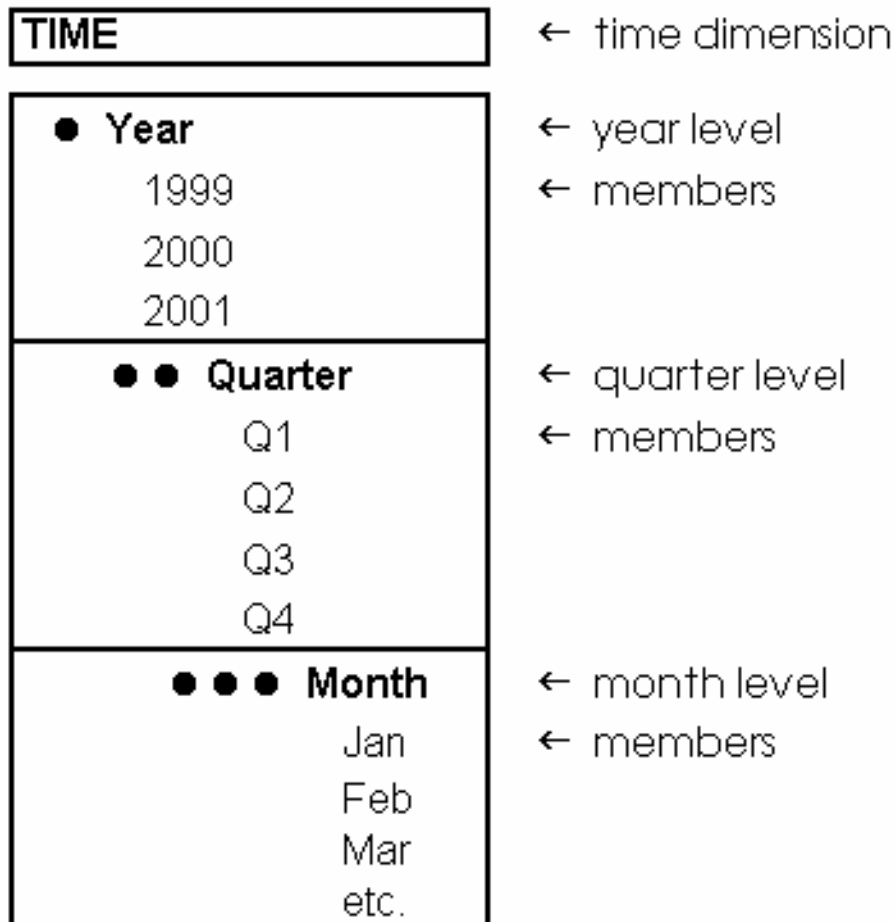 TIME ← time dimension
● Year ← year level
1999 ← members
2000
2001
●● Quarter ← quarter level
Q1 ← members
Q2
Q3
Q4
●●● Month ← month level
Jan ← members
Feb
Mar
etc.